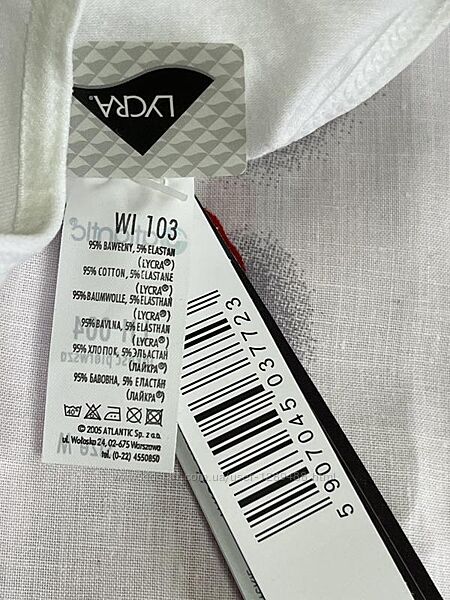 LYCRA®
WI 103
95% BAWEŁNY, 5% ELASTAN
(LYCRA®)
95% COTTON, 5% ELASTANE
(LYCRA®)
95% BAUMWOLLE, 5% ELASTHAN
(LYCRA®)
95% BAVLNA, 5% ELASTHAN
(LYCRA®)
95% ХЛОПОК, 5% ЭЛЬАСТАН
(ЛАЙКРА®)
95% БАВОВНА, 5% ЕЛАСТАН
(ЛАЙКРА®)
© 2005 ATLANTIC Sp. z o.o.
ul. Wołoska 24, 02-675 Warszawa
tel. (0-22) 4550850
5 907045 037723